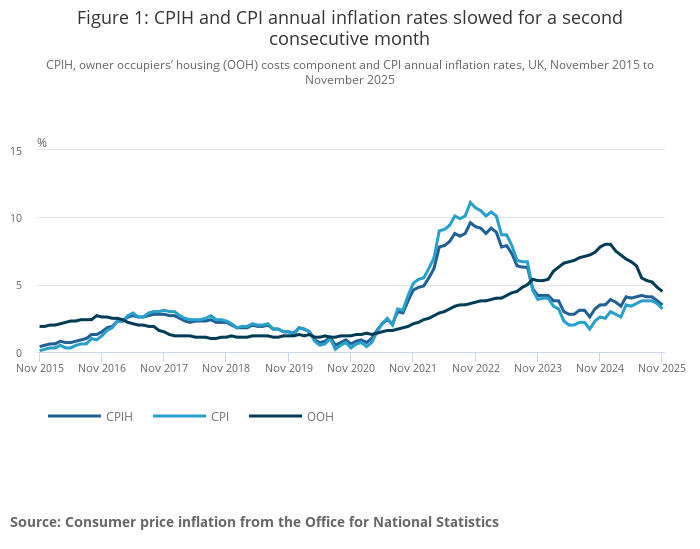 Figure 1: CPIH and CPI annual inflation rates slowed for a second
consecutive month
CPIH, owner occupiers’ housing (OOH) costs component and CPI annual inflation rates, UK, November 2015 to
November 2025
%
15
10
5
0
Nov 2015 Nov 2016 Nov 2017 Nov 2018 Nov 2019 Nov 2020 Nov 2021 Nov 2022 Nov 2023 Nov 2024 Nov 2025
CPIH CPI OOH
Source: Consumer price inflation from the Office for National Statistics